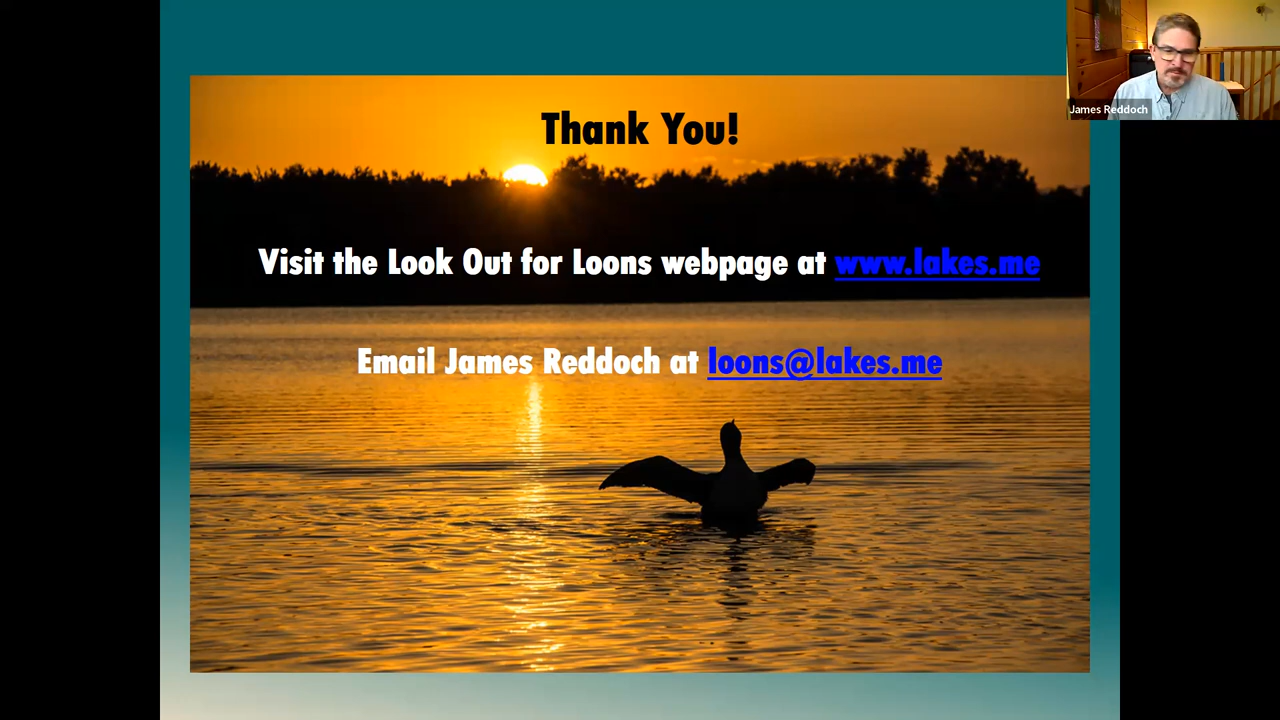 Thank You!
James Reddoch
Visit the Look Out for Loons webpage at www.lakes.me
Email James Reddoch at loons@lakes.me